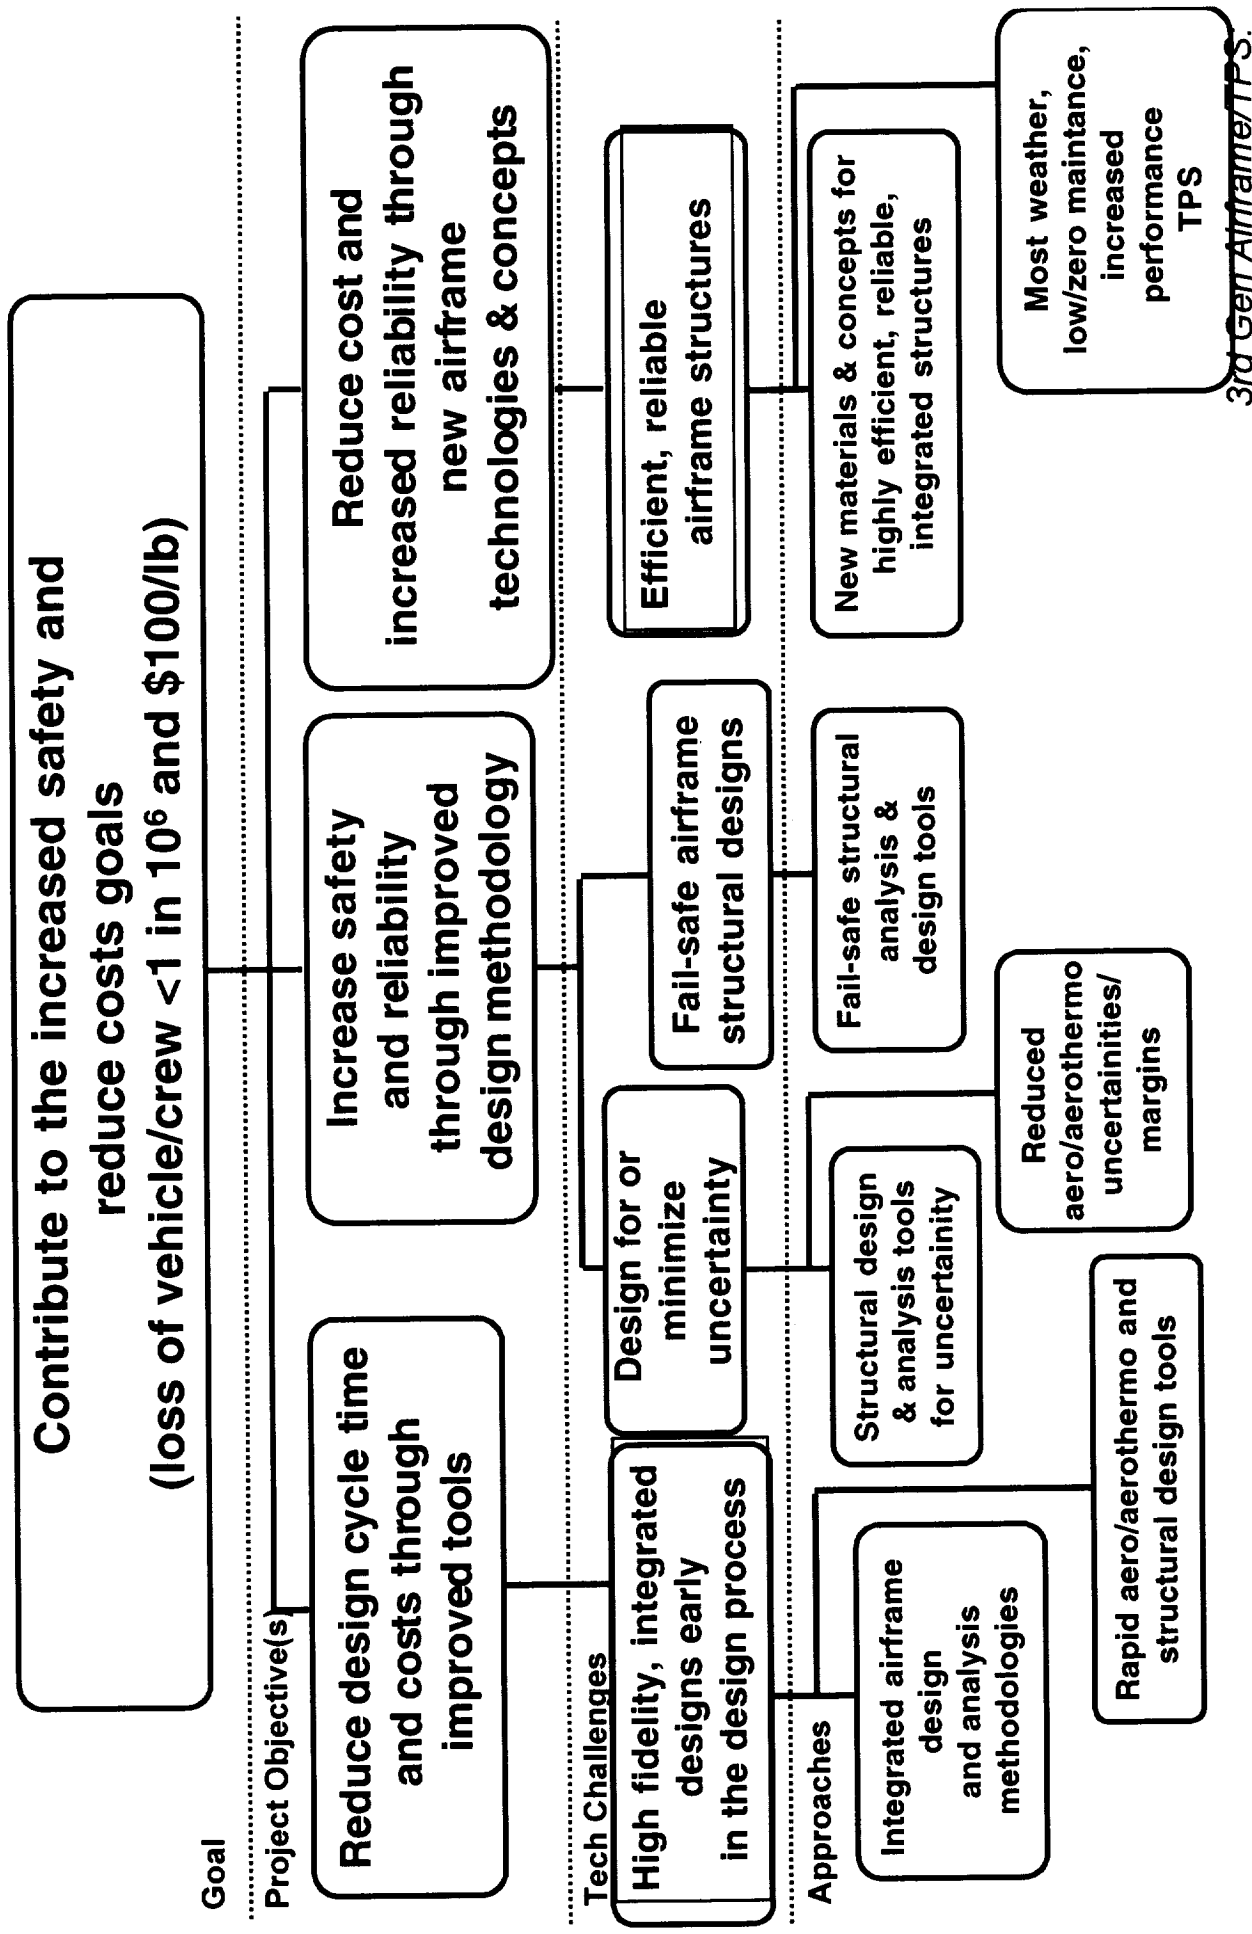 Contribute to the increased safety and
reduce costs goals
(loss of vehicle/crew <1 in 10⁶ and $100/lb)
Goal
Project Objective(s)
Reduce design cycle time
and costs through
improved tools
Increase safety
and reliability
through improved
design methodology
Reduce cost and
increased reliability through
new airframe
technologies & concepts
Tech Challenges
High fidelity, integrated
designs early
in the design process
Design for or
minimize
uncertainty
Fail-safe airframe
structural designs
Efficient, reliable
airframe structures
Approaches
Integrated airframe
design
and analysis
methodologies
Rapid aero/aerothermo and
structural design tools
Structural design
& analysis tools
for uncertainity
Reduced
aero/aerothermo
uncertainities/
margins
Fail-safe structural
analysis &
design tools
New materials & concepts for
highly efficient, reliable,
integrated structures
Most weather,
low/zero maintance,
increased
performance
TPS
3rd Gen Airframe/TPS.